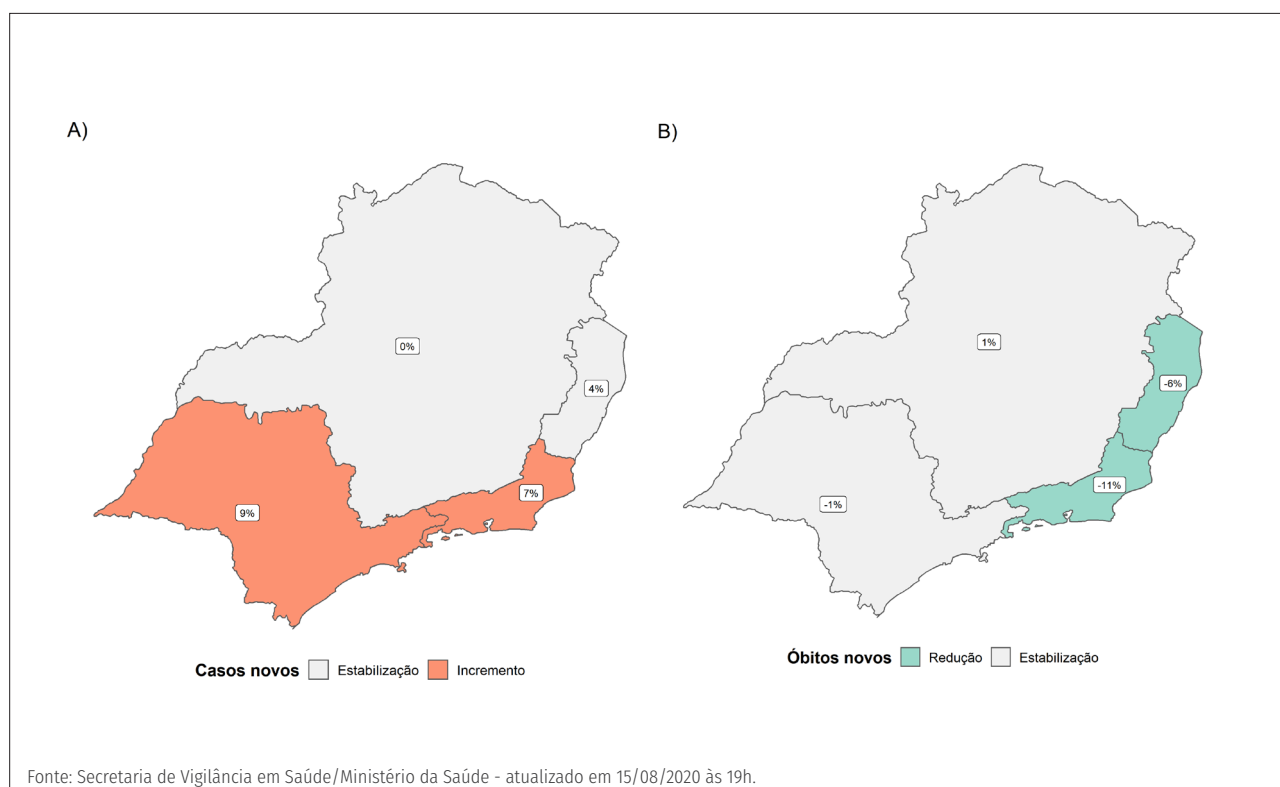 A)
0%
4%
7%
9%
Casos novos Estabilização Incremento
B)
1%
-6%
-11%
-1%
Óbitos novos Redução Estabilização
Fonte: Secretaria de Vigilância em Saúde/Ministério da Saúde - atualizado em 15/08/2020 às 19h.